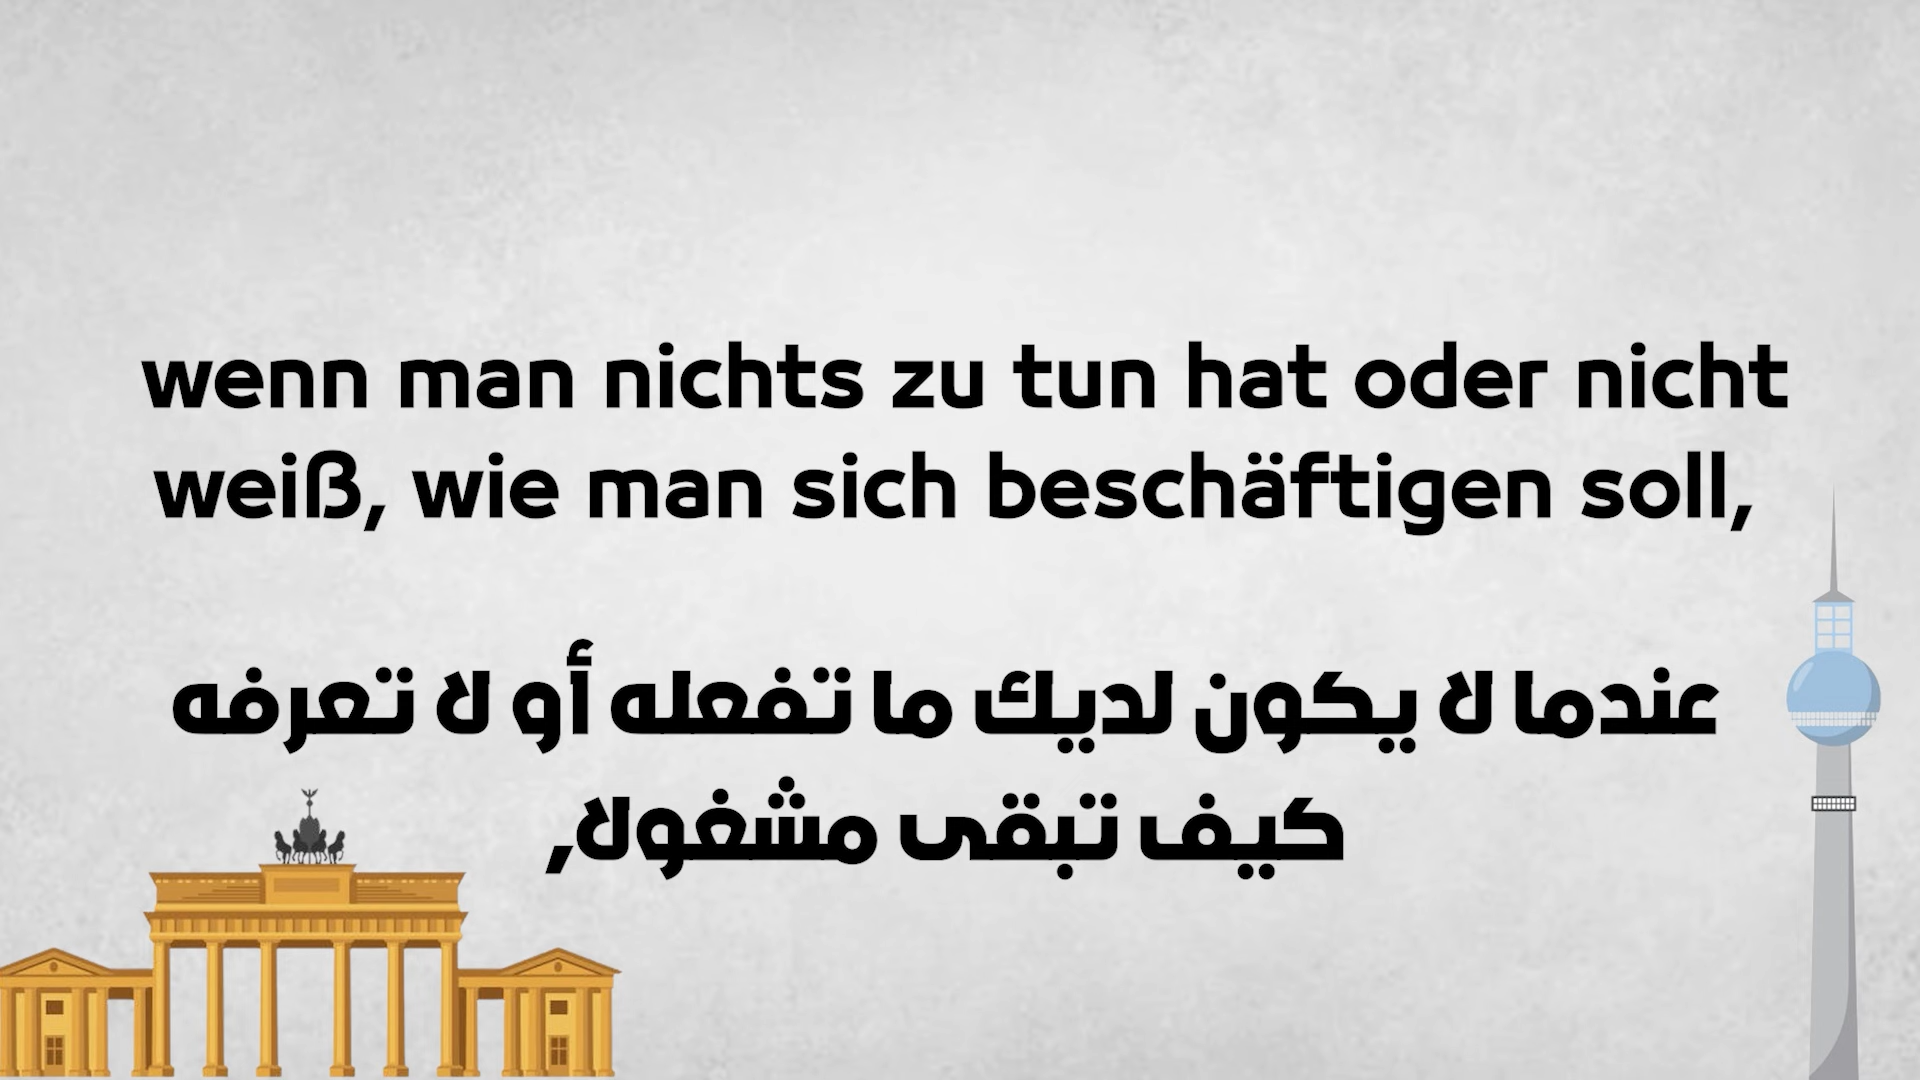 wenn man nichts zu tun hat oder nicht
weiß, wie man sich beschäftigen soll,
عندما لا يكون لديك ما تفعله أو لا تعرفه
كيف تبقى مشغولا,